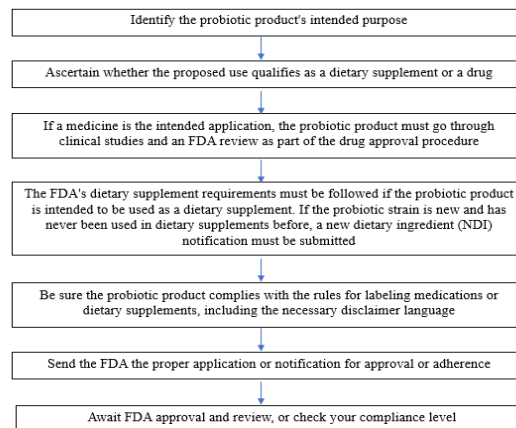 Identify the probiotic product's intended purpose
Ascertain whether the proposed use qualifies as a dietary supplement or a drug
If a medicine is the intended application, the probiotic product must go through
clinical studies and an FDA review as part of the drug approval procedure
The FDA's dietary supplement requirements must be followed if the probiotic product
is intended to be used as a dietary supplement. If the probiotic strain is new and has
never been used in dietary supplements before, a new dietary ingredient (NDI)
notification must be submitted
Be sure the probiotic product complies with the rules for labeling medications or
dietary supplements, including the necessary disclaimer language
Send the FDA the proper application or notification for approval or adherence
Await FDA approval and review, or check your compliance level